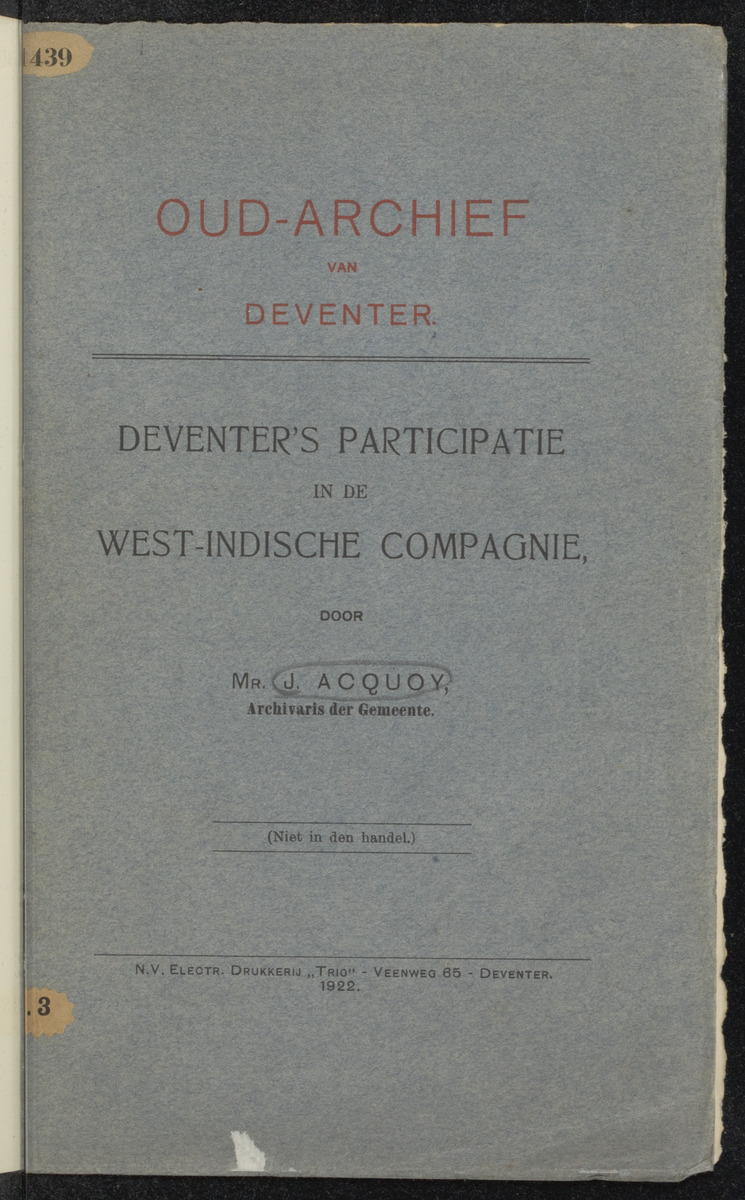 1439
OUD-ARCHIEF
VAN
DEVENTER.
DEVENTER'S PARTICIPATIE
IN DE
WEST-INDISCHE COMPAGNIE,
DOOR
MR. J. ACQUOY,
Archivaris der Gemeente.
(Niet in den handel.)
N.V. ELECTR. DRUKKERIJ „TRIO" - VEENWEG 65 - DEVENTER.
1922.
. 3